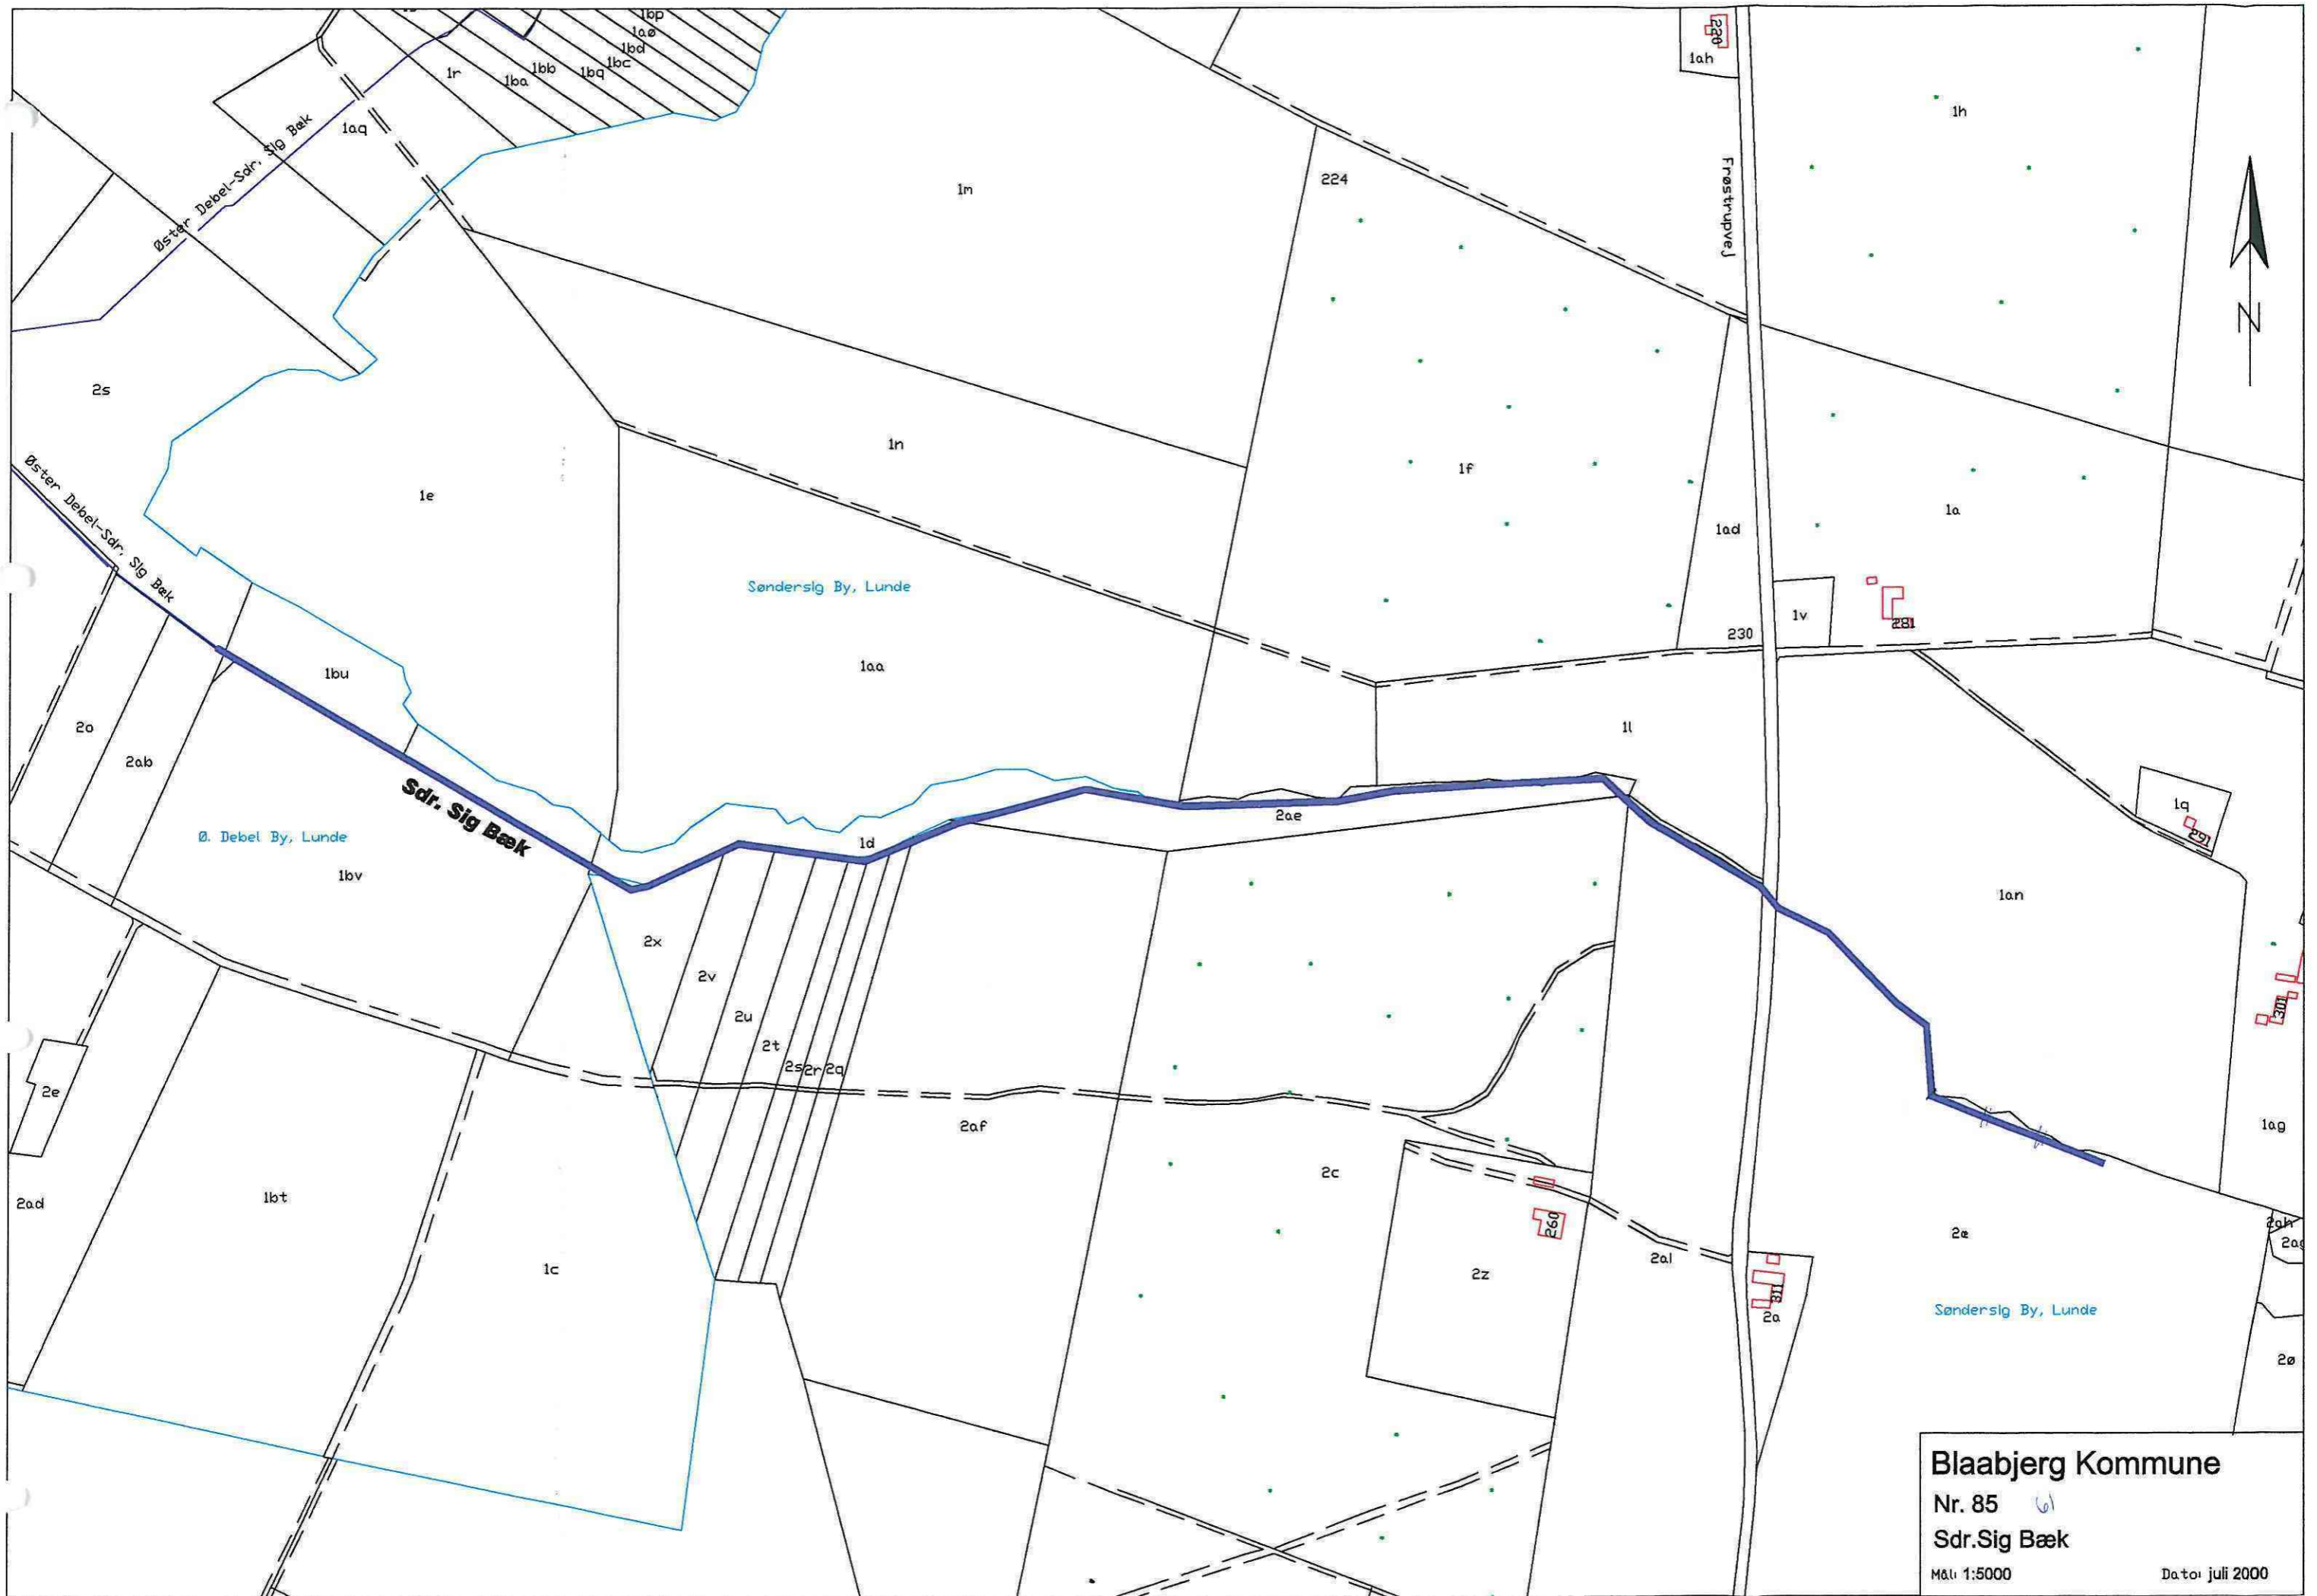 1bp
1aø
1bd
1bc
1bq
1bb
1ba
1r
1aq
Øster Debel-Sdr. Sig Bæk
220
1ah
1h
Frøstrupvej
N
224
1m
2s
1n
1f
1e
1ad
1a
Øster Debel-Sdr. Sig Bæk
Søndersig By, Lunde
1v
281
230
1aa
1bu
2o
2ab
1l
1q
291
Sdr. Sig Bæk
2ae
1d
Ø. Debel By, Lunde
1bv
1an
2x
2v
2u
2t
2s
2r
2q
301
2e
2af
1ag
2c
2ad
1bt
260
2æ
2ah
2ag
2al
1c
2z
311
2a
Søndersig By, Lunde
2ø
Blaabjerg Kommune
Nr. 85 61
Sdr.Sig Bæk
Mål: 1:5000 Dato: juli 2000